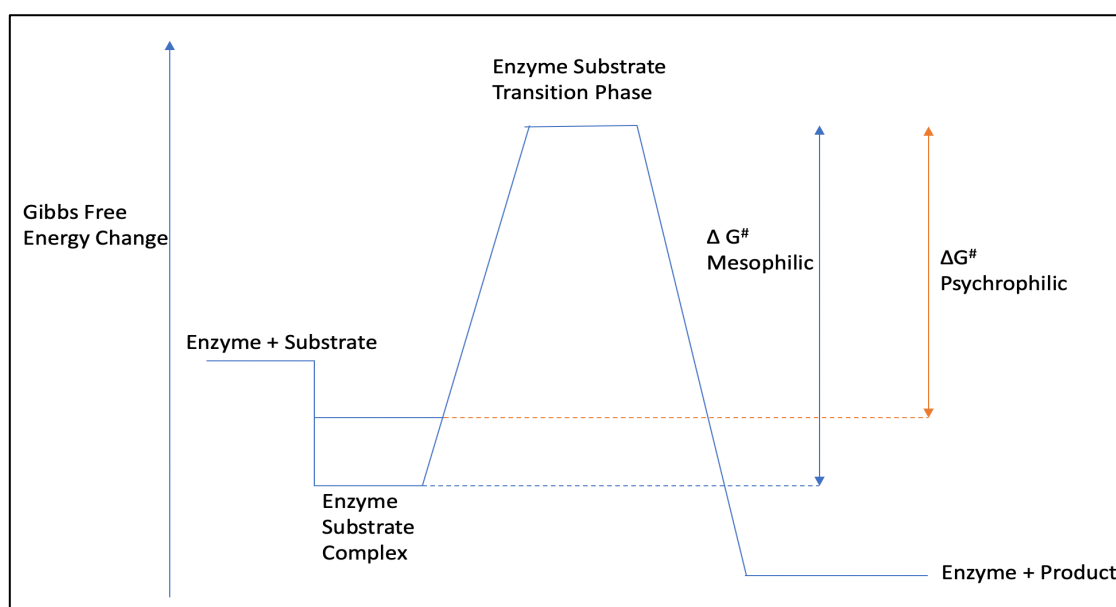 Enzyme Substrate
Transition Phase
Gibbs Free
Energy Change
Δ G#
Mesophilic
ΔG#
Psychrophilic
Enzyme + Substrate
Enzyme
Substrate
Complex
Enzyme + Product